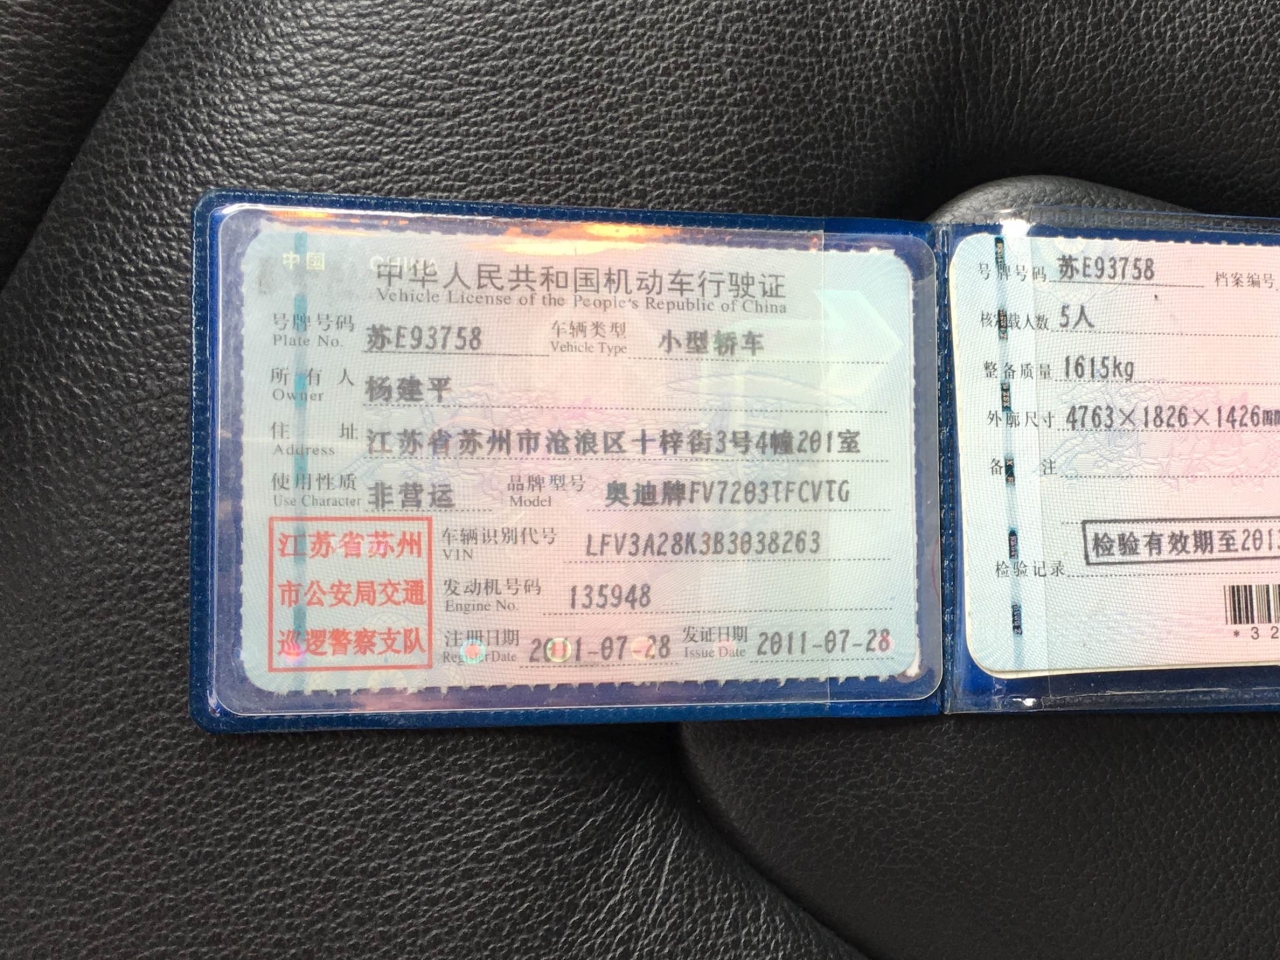 中国 CHINA
中华人民共和国机动车行驶证
Vehicle License of the People's Republic of China
号牌号码 苏E93758 车辆类型 小型轿车
Plate No. Vehicle Type
所有人 杨建平
Owner
住址 江苏省苏州市沧浪区十梓街3号4幢201室
Address
使用性质 非营运 品牌型号 奥迪牌FV7203TFCVTG
Use Character Model
江苏省苏州
市公安局交通
巡逻警察支队
车辆识别代号 LFV3A28K3B3038263
VIN
发动机号码 135948
Engine No.
注册日期 2011-07-28 发证日期 2011-07-28
Register Date Issue Date
号牌号码 苏E93758 档案编号
核定载人数 5人
整备质量 1615kg
外廓尺寸 4763×1826×1426mm
备注
检验有效期至2013
检验记录
*32